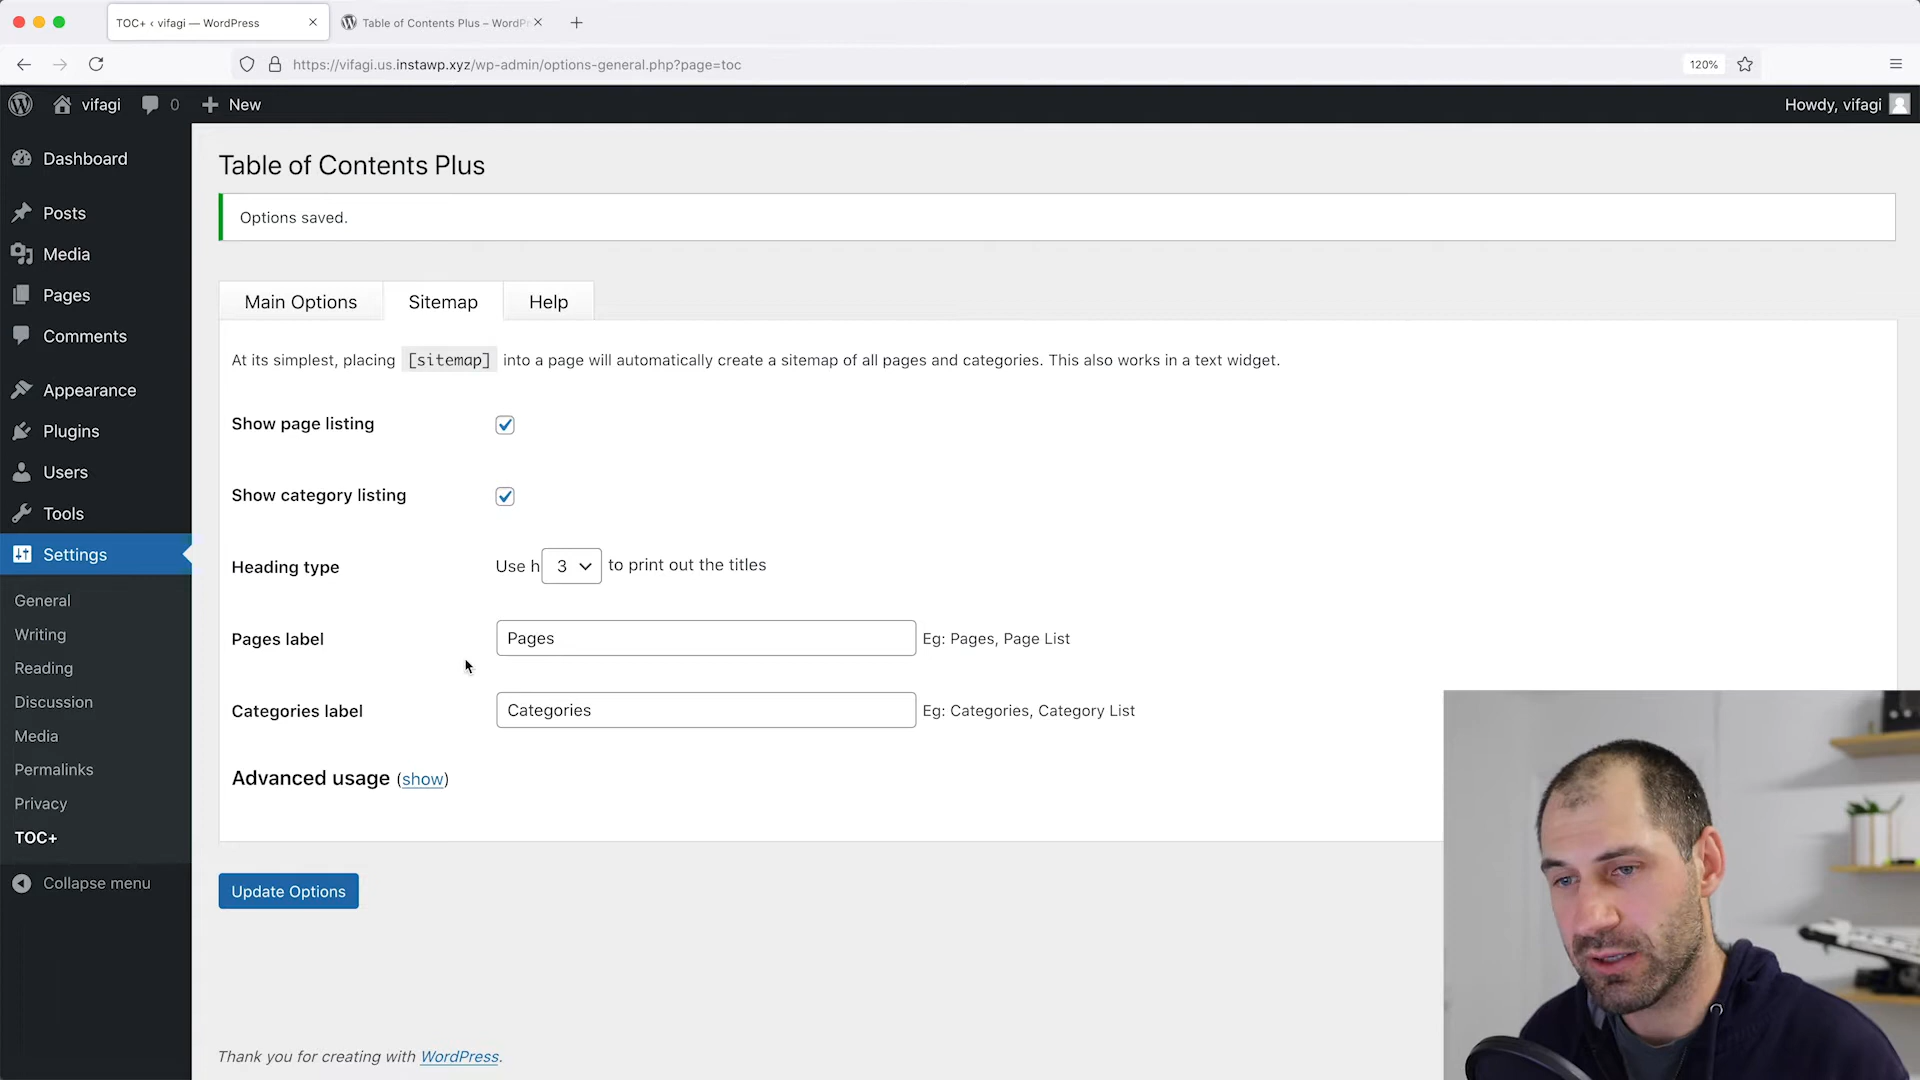 TOC+ ‹ vifagi — WordPress
Table of Contents Plus – WordPr
https://vifagi.us.instawp.xyz/wp-admin/options-general.php?page=toc
120%
vifagi
0
New
Howdy, vifagi
Dashboard
Posts
Media
Pages
Comments
Appearance
Plugins
Users
Tools
Settings
General
Writing
Reading
Discussion
Media
Permalinks
Privacy
TOC+
Collapse menu
Table of Contents Plus
Options saved.
Main Options
Sitemap
Help
At its simplest, placing [sitemap] into a page will automatically create a sitemap of all pages and categories. This also works in a text widget.
Show page listing
Show category listing
Heading type
Use h 3 to print out the titles
Pages label
Pages
Eg: Pages, Page List
Categories label
Categories
Eg: Categories, Category List
Advanced usage (show)
Update Options
Thank you for creating with WordPress.